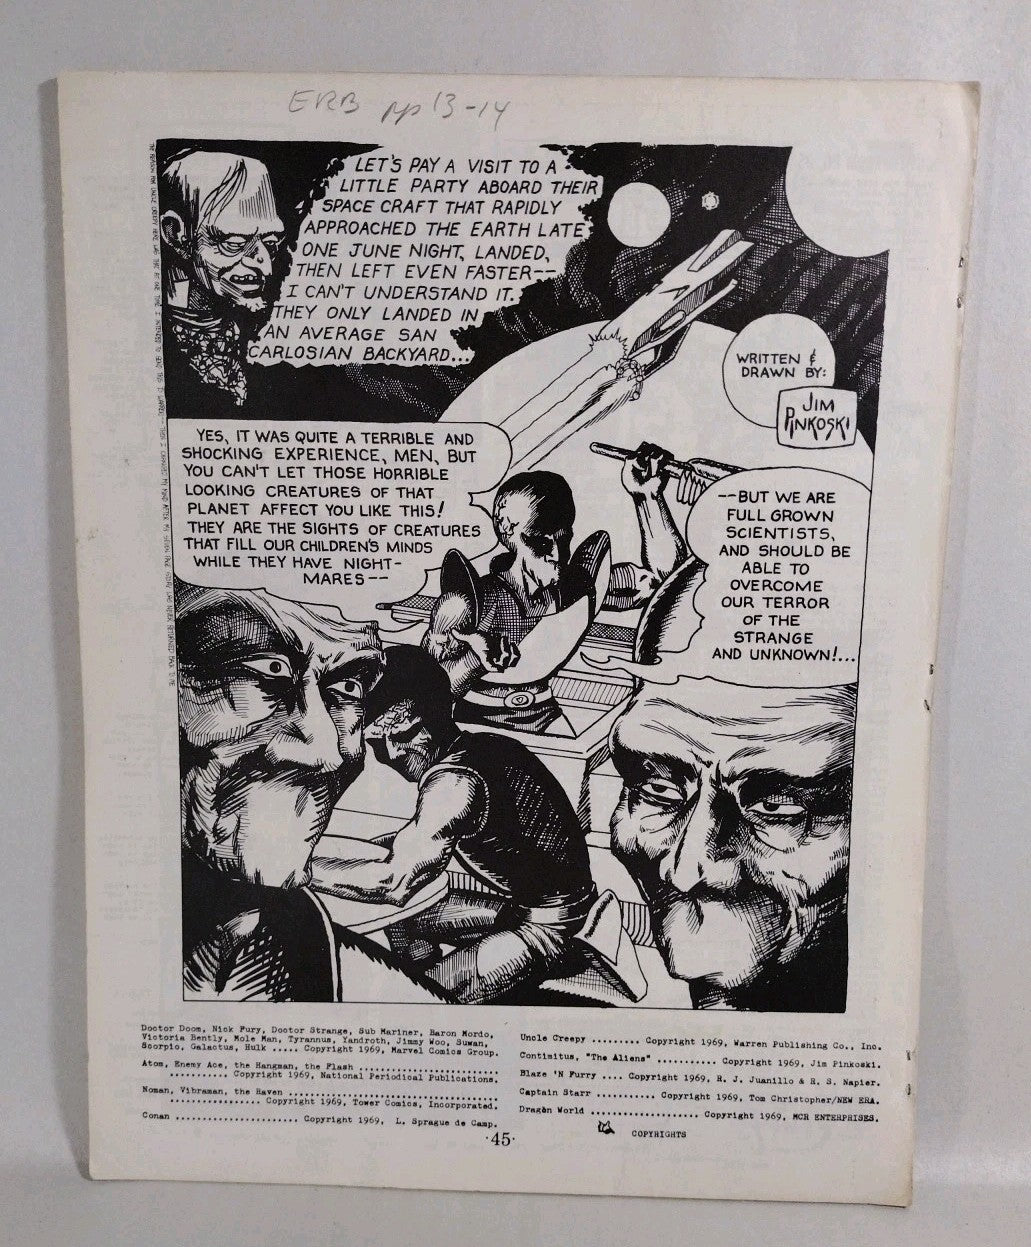 ERB pp 13-14
LET'S PAY A VISIT TO A
LITTLE PARTY ABOARD THEIR
SPACE CRAFT THAT RAPIDLY
APPROACHED THE EARTH LATE
ONE JUNE NIGHT, LANDED,
THEN LEFT EVEN FASTER--
I CAN'T UNDERSTAND IT.
THEY ONLY LANDED IN
AN AVERAGE SAN
CARLOSIAN BACKYARD...
WRITTEN &
DRAWN BY:
JIM
PINKOSKI
YES, IT WAS QUITE A TERRIBLE AND
SHOCKING EXPERIENCE, MEN, BUT
YOU CAN'T LET THOSE HORRIBLE
LOOKING CREATURES OF THAT
PLANET AFFECT YOU LIKE THIS!
THEY ARE THE SIGHTS OF CREATURES
THAT FILL OUR CHILDREN'S MINDS
WHILE THEY HAVE NIGHT-
MARES--
--BUT WE ARE
FULL GROWN
SCIENTISTS,
AND SHOULD BE
ABLE TO
OVERCOME
OUR TERROR
OF THE
STRANGE
AND UNKNOWN!...
Doctor Doom, Nick Fury, Doctor Strange, Sub Mariner, Baron Mordo,
Victoria Bently, Mole Man, Tyrannus, Yandroth, Jimmy Woo, Suwan,
Scorpio, Galactus, Hulk ..... Copyright 1969, Marvel Comics Group.
Atom, Enemy Ace, the Hangman, the Flash .........................
........... Copyright 1969, National Periodical Publications.
Noman, Vibraman, the Raven ......................................
.................. Copyright 1969, Tower Comics, Incorporated.
Conan ........................ Copyright 1969, L. Sprague de Camp.
Uncle Creepy ......... Copyright 1969, Warren Publishing Co., Inc.
Contimitus, "The Aliens" ........... Copyright 1969, Jim Pinkoski.
Blaze 'N Furry .... Copyright 1969, R. J. Juanillo & R. S. Napier.
Captain Starr ........... Copyright 1969, Tom Christopher/NEW ERA.
Dragon World .................... Copyright 1969, MCR ENTERPRISES.
COPYRIGHTS
·45·